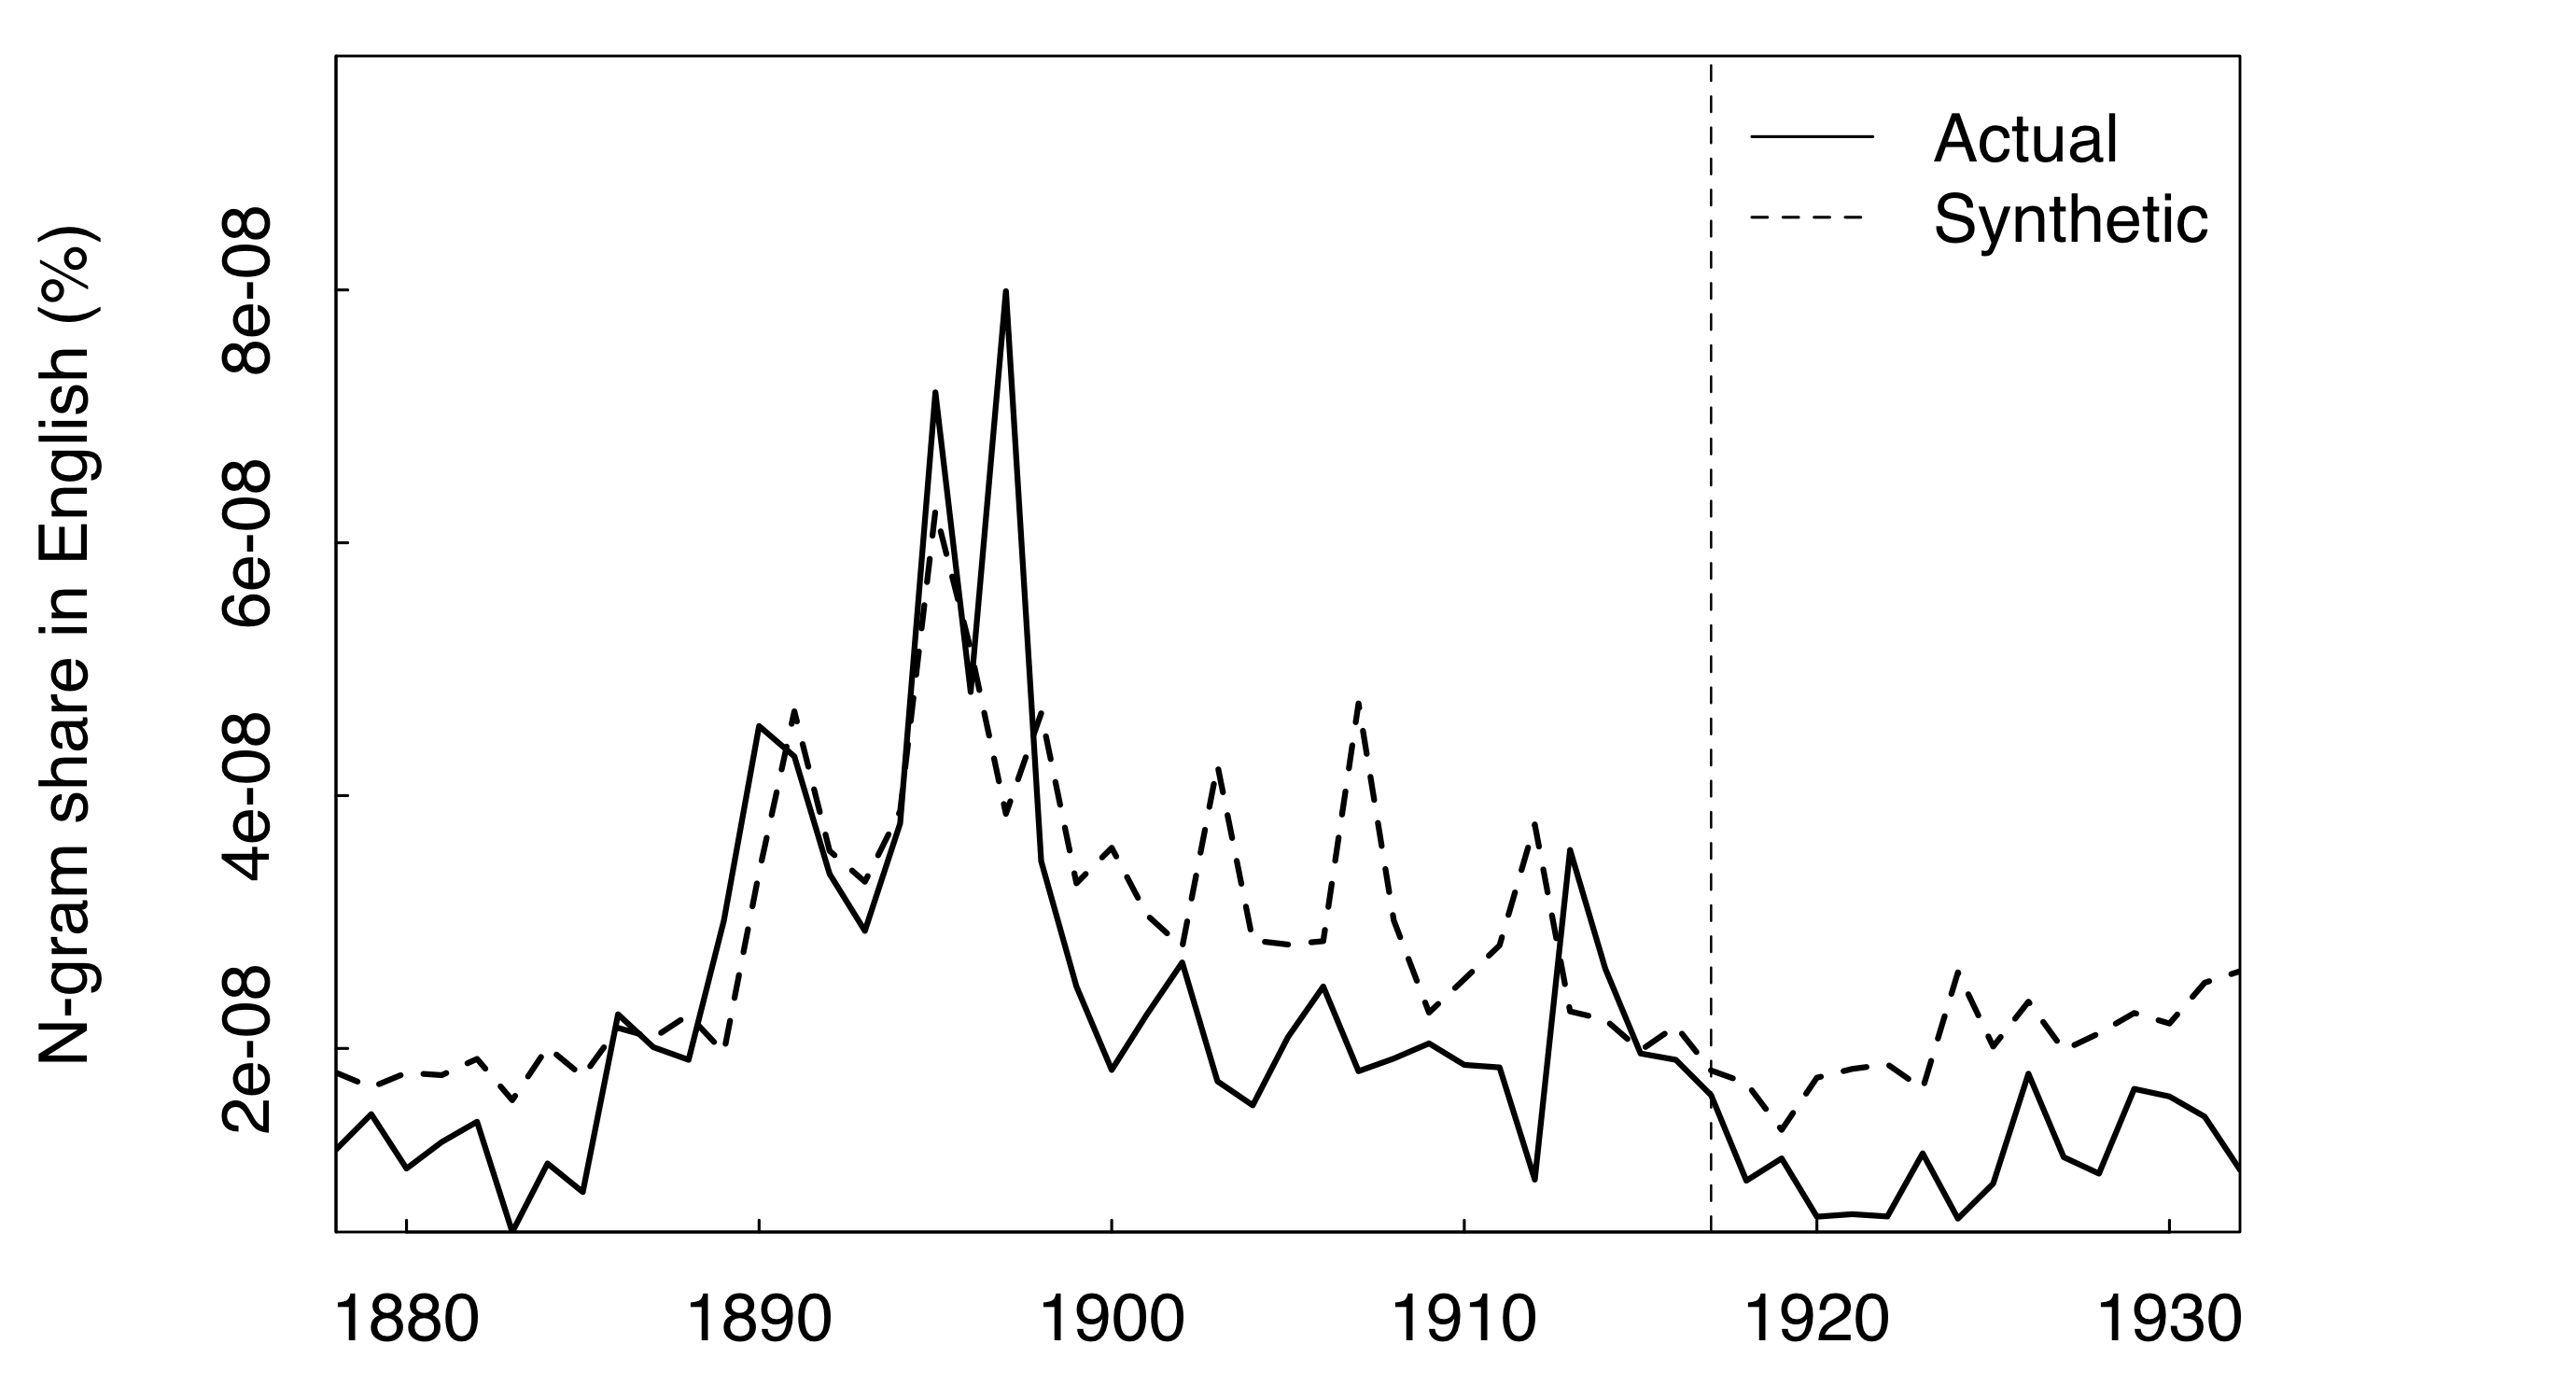 Actual
Synthetic
N-gram share in English (%)
8e-08
6e-08
4e-08
2e-08
1880 1890 1900 1910 1920 1930